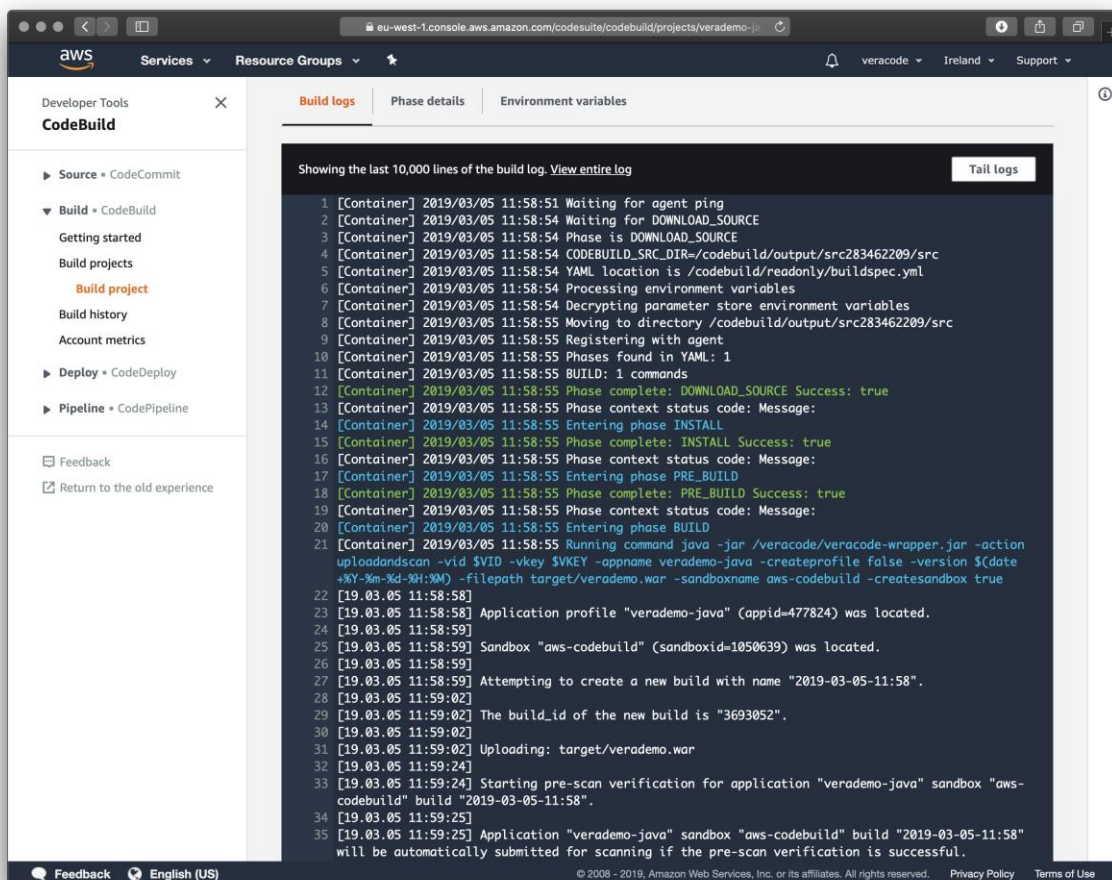 eu-west-1.console.aws.amazon.com/codesuite/codebuild/projects/verademo-ja
aws
Services
Resource Groups
veracode
Ireland
Support
Developer Tools
CodeBuild
Source • CodeCommit
Build • CodeBuild
Getting started
Build projects
Build project
Build history
Account metrics
Deploy • CodeDeploy
Pipeline • CodePipeline
Feedback
Return to the old experience
Build logs
Phase details
Environment variables
Showing the last 10,000 lines of the build log. View entire log
Tail logs
1 [Container] 2019/03/05 11:58:51 Waiting for agent ping
2 [Container] 2019/03/05 11:58:54 Waiting for DOWNLOAD_SOURCE
3 [Container] 2019/03/05 11:58:54 Phase is DOWNLOAD_SOURCE
4 [Container] 2019/03/05 11:58:54 CODEBUILD_SRC_DIR=/codebuild/output/src283462209/src
5 [Container] 2019/03/05 11:58:54 YAML location is /codebuild/readonly/buildspec.yml
6 [Container] 2019/03/05 11:58:54 Processing environment variables
7 [Container] 2019/03/05 11:58:54 Decrypting parameter store environment variables
8 [Container] 2019/03/05 11:58:55 Moving to directory /codebuild/output/src283462209/src
9 [Container] 2019/03/05 11:58:55 Registering with agent
10 [Container] 2019/03/05 11:58:55 Phases found in YAML: 1
11 [Container] 2019/03/05 11:58:55 BUILD: 1 commands
12 [Container] 2019/03/05 11:58:55 Phase complete: DOWNLOAD_SOURCE Success: true
13 [Container] 2019/03/05 11:58:55 Phase context status code: Message:
14 [Container] 2019/03/05 11:58:55 Entering phase INSTALL
15 [Container] 2019/03/05 11:58:55 Phase complete: INSTALL Success: true
16 [Container] 2019/03/05 11:58:55 Phase context status code: Message:
17 [Container] 2019/03/05 11:58:55 Entering phase PRE_BUILD
18 [Container] 2019/03/05 11:58:55 Phase complete: PRE_BUILD Success: true
19 [Container] 2019/03/05 11:58:55 Phase context status code: Message:
20 [Container] 2019/03/05 11:58:55 Entering phase BUILD
21 [Container] 2019/03/05 11:58:55 Running command java -jar /veracode/veracode-wrapper.jar -action
uploadandscan -vid $VID -vkey $VKEY -appname verademo-java -createprofile false -version $(date
+%Y-%m-%d-%H:%M) -filepath target/verademo.war -sandboxname aws-codebuild -createsandbox true
22 [19.03.05 11:58:58]
23 [19.03.05 11:58:58] Application profile "verademo-java" (appid=477824) was located.
24 [19.03.05 11:58:59]
25 [19.03.05 11:58:59] Sandbox "aws-codebuild" (sandboxid=1050639) was located.
26 [19.03.05 11:58:59]
27 [19.03.05 11:58:59] Attempting to create a new build with name "2019-03-05-11:58".
28 [19.03.05 11:59:02]
29 [19.03.05 11:59:02] The build_id of the new build is "3693052".
30 [19.03.05 11:59:02]
31 [19.03.05 11:59:02] Uploading: target/verademo.war
32 [19.03.05 11:59:24]
33 [19.03.05 11:59:24] Starting pre-scan verification for application "verademo-java" sandbox "aws-
codebuild" build "2019-03-05-11:58".
34 [19.03.05 11:59:25]
35 [19.03.05 11:59:25] Application "verademo-java" sandbox "aws-codebuild" build "2019-03-05-11:58"
will be automatically submitted for scanning if the pre-scan verification is successful.
Feedback
English (US)
© 2008 - 2019, Amazon Web Services, Inc. or its affiliates. All rights reserved.
Privacy Policy
Terms of Use